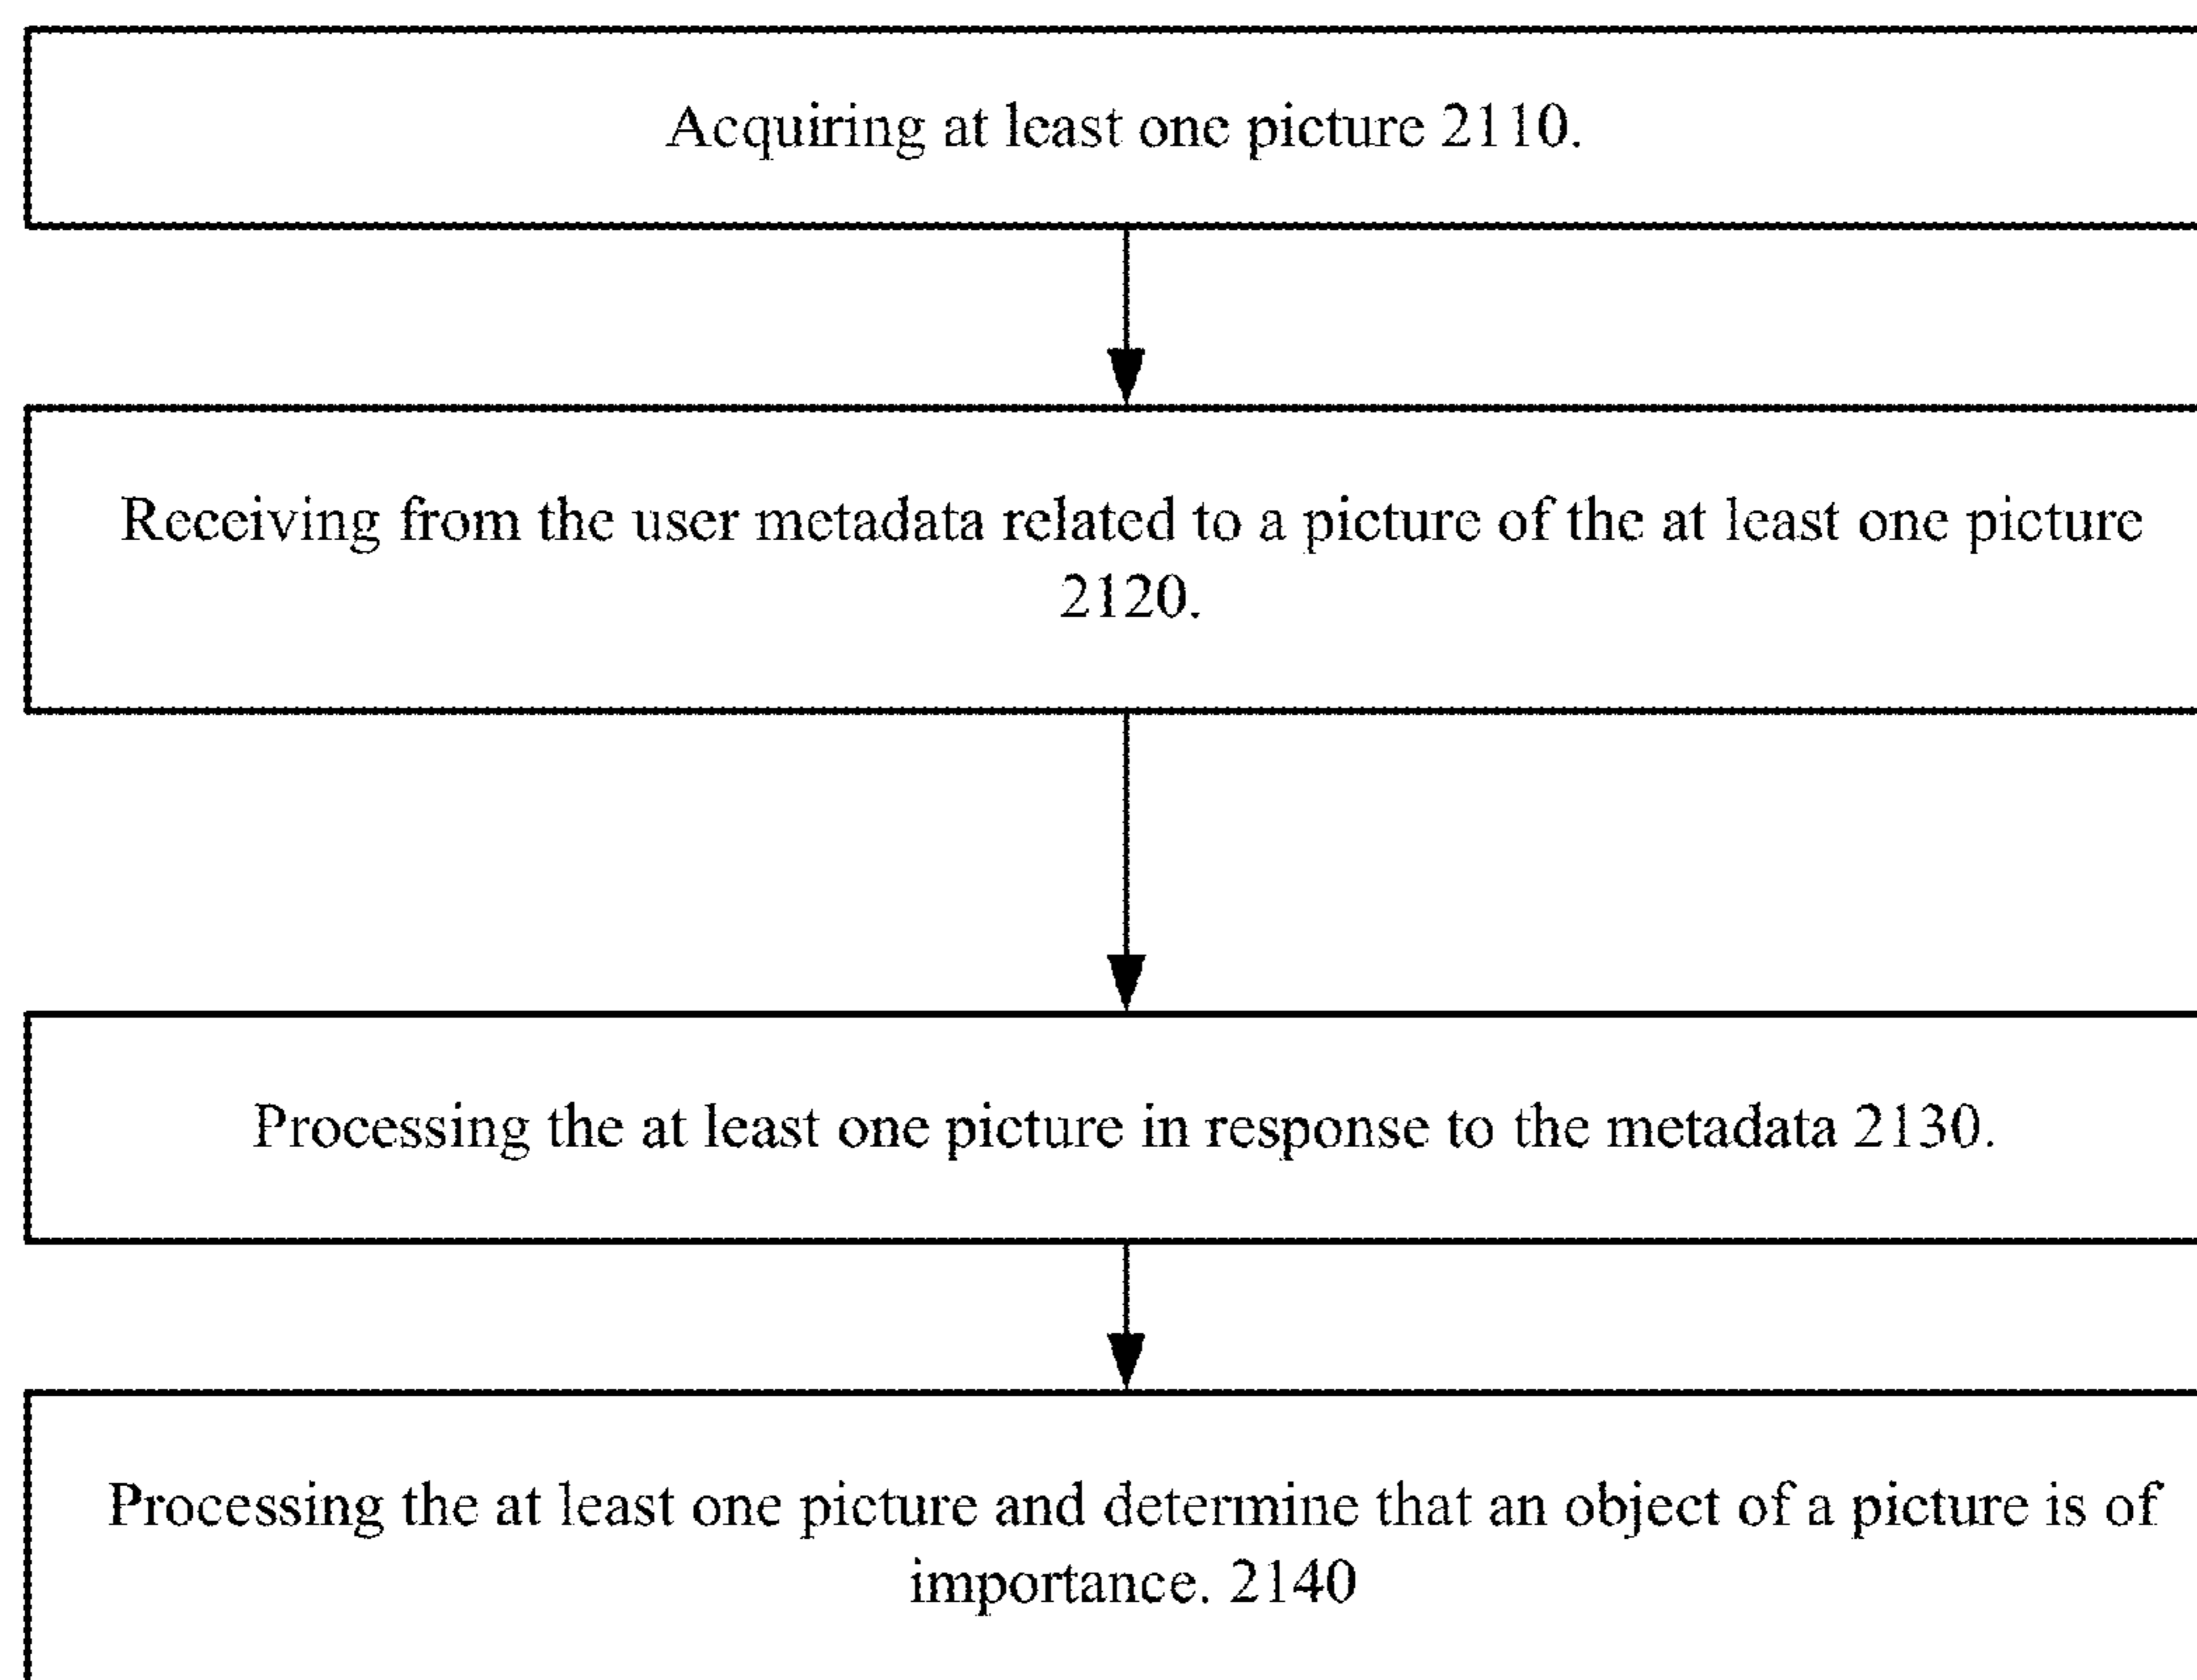 Acquiring at least one picture 2110.
Receiving from the user metadata related to a picture of the at least one picture
2120.
Processing the at least one picture in response to the metadata 2130.
Processing the at least one picture and determine that an object of a picture is of
importance. 2140